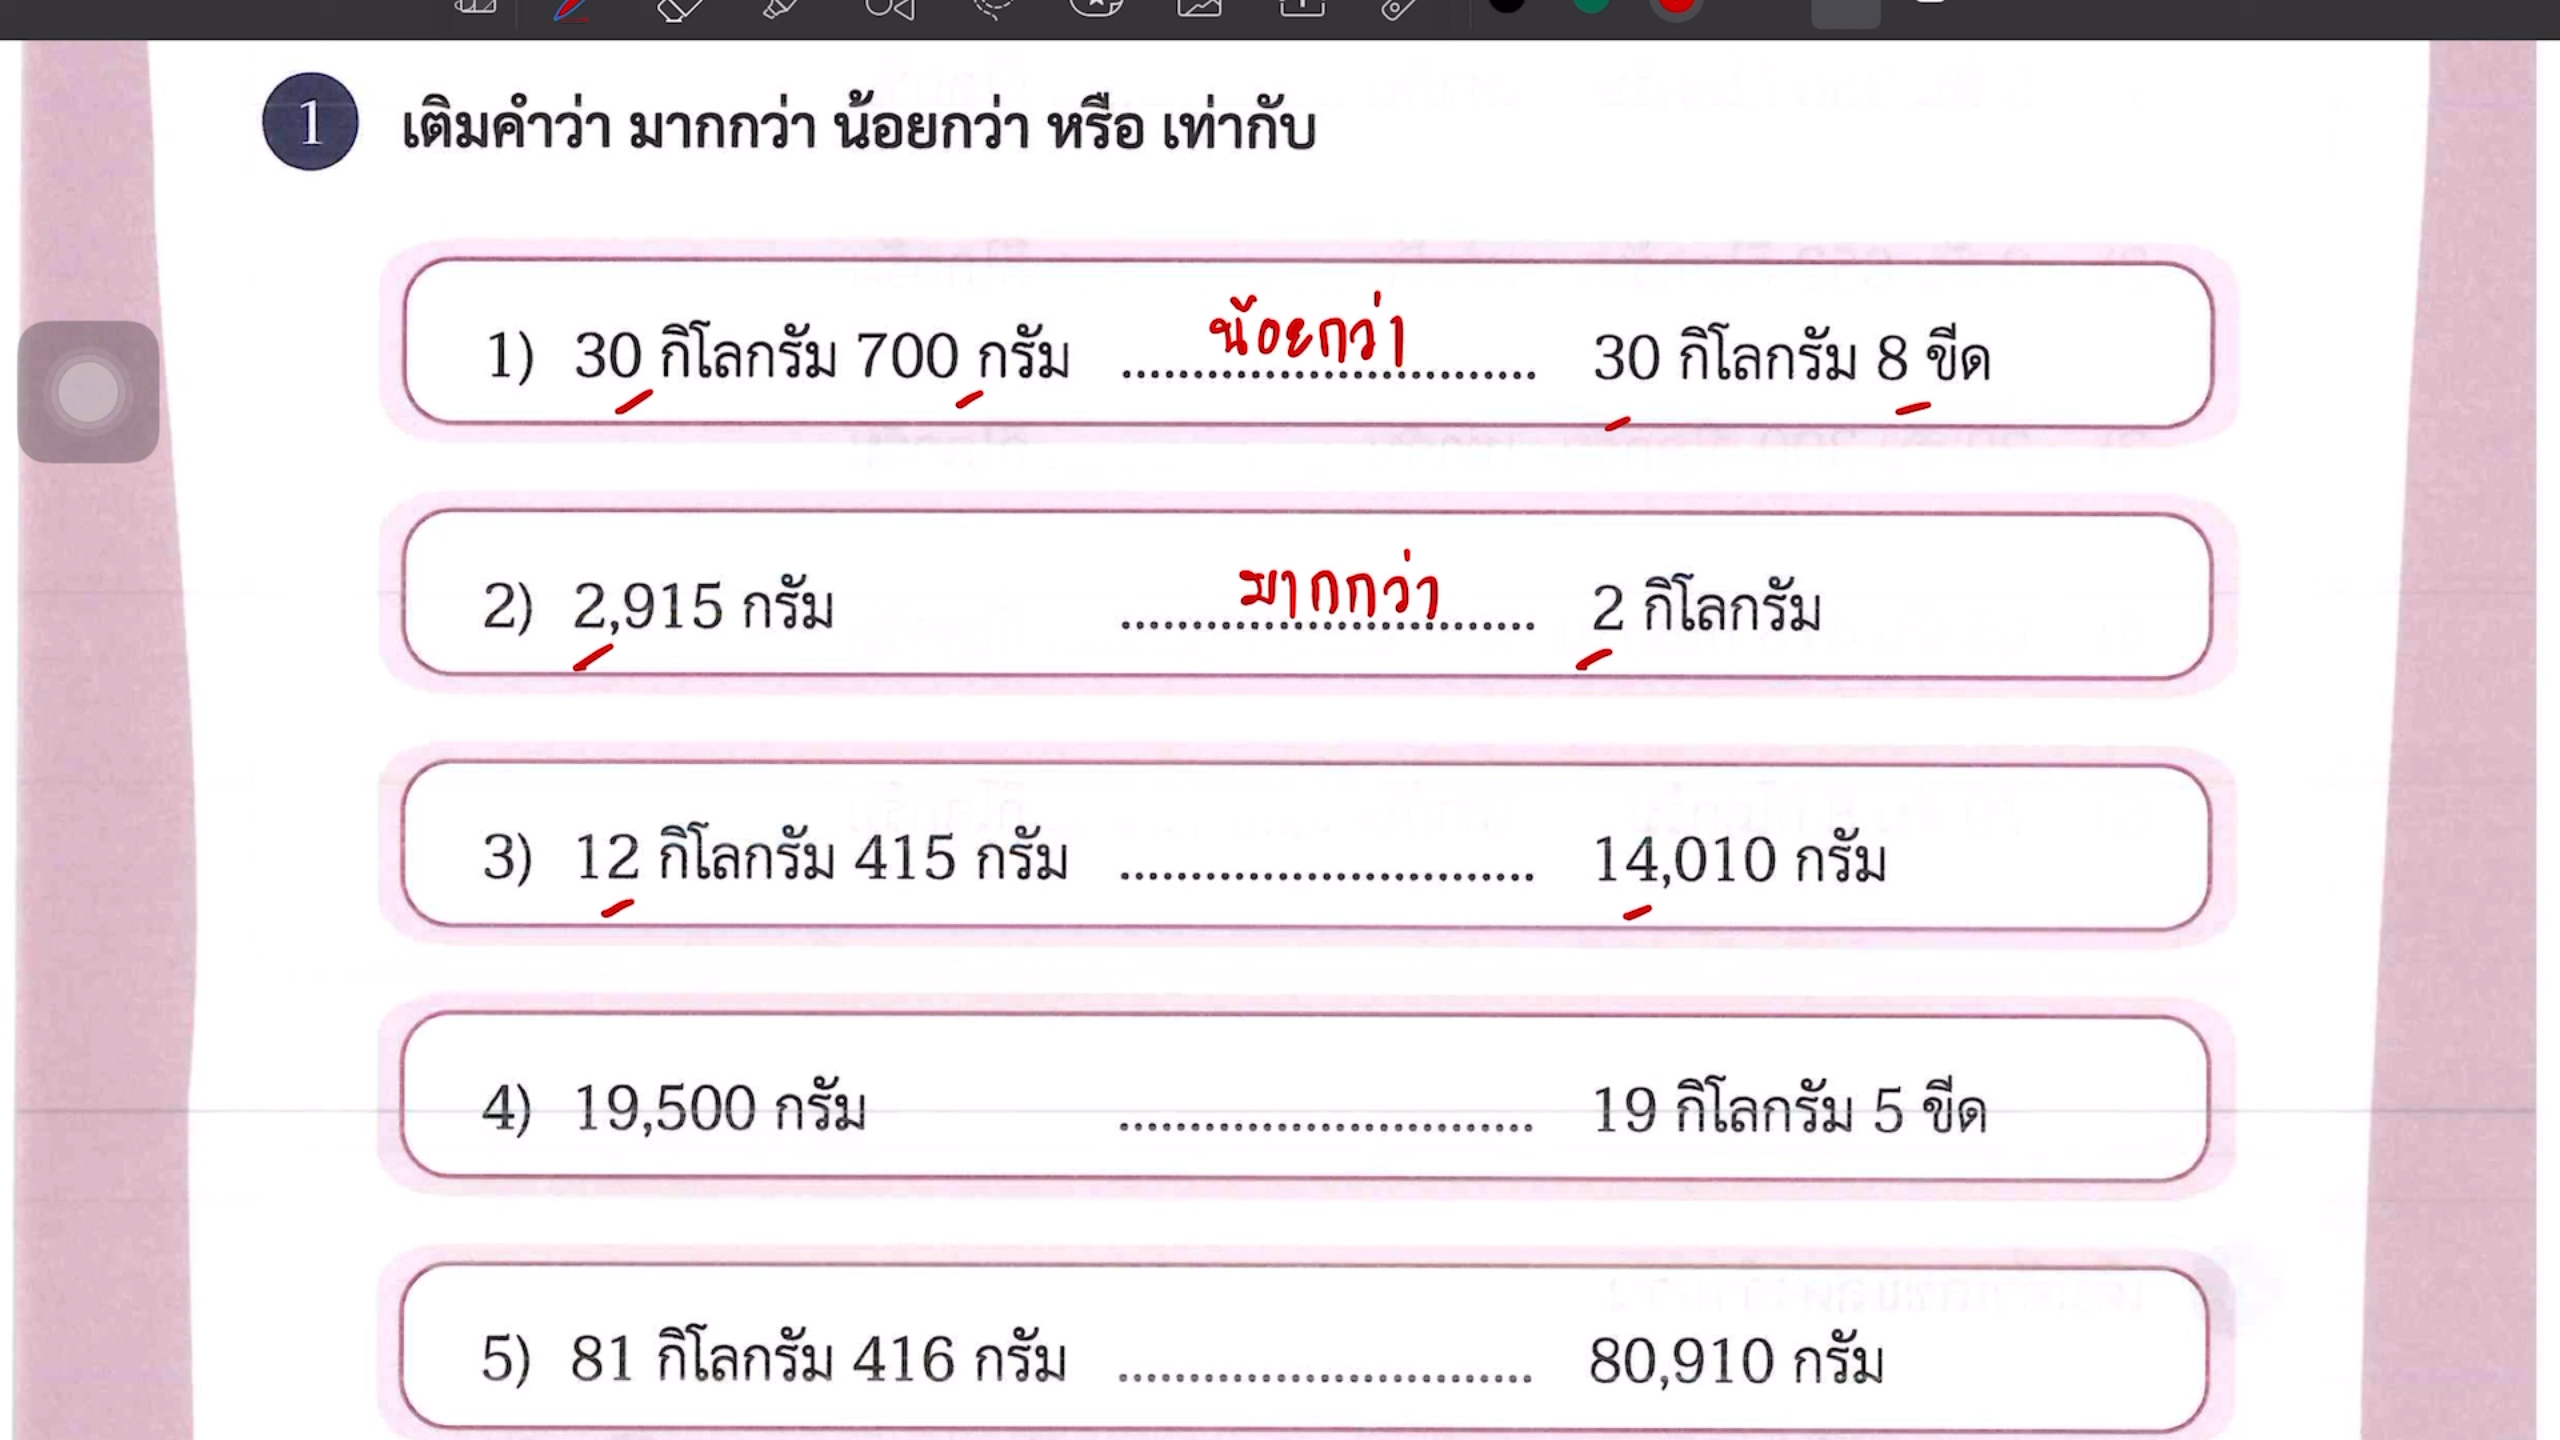 1 เติมคำว่า มากกว่า น้อยกว่า หรือ เท่ากับ
1) 30 กิโลกรัม 700 กรัม น้อยกว่า 30 กิโลกรัม 8 ขีด
2) 2,915 กรัม มากกว่า 2 กิโลกรัม
3) 12 กิโลกรัม 415 กรัม ............................. 14,010 กรัม
4) 19,500 กรัม ............................. 19 กิโลกรัม 5 ขีด
5) 81 กิโลกรัม 416 กรัม ............................. 80,910 กรัม